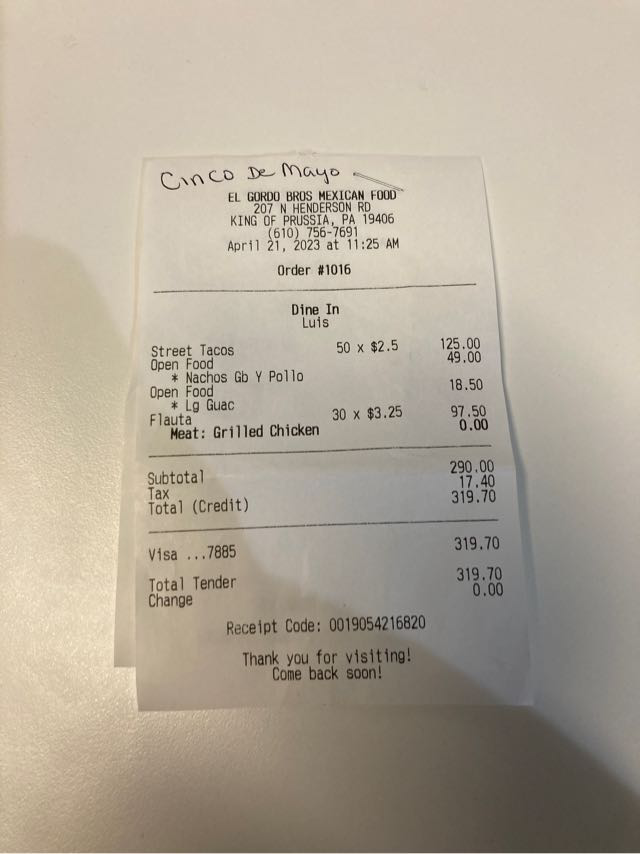 Cinco De Mayo
EL GORDO BROS MEXICAN FOOD
207 N HENDERSON RD
KING OF PRUSSIA, PA 19406
(610) 756-7691
April 21, 2023 at 11:25 AM
Order #1016
Dine In
Luis
Street Tacos 50 x $2.5 125.00
Open Food 49.00
* Nachos Gb Y Pollo
Open Food 18.50
* Lg Guac
Flauta 30 x $3.25 97.50
Meat: Grilled Chicken 0.00
Subtotal 290.00
Tax 17.40
Total (Credit) 319.70
Visa ...7885 319.70
Total Tender 319.70
Change 0.00
Receipt Code: 0019054216820
Thank you for visiting!
Come back soon!